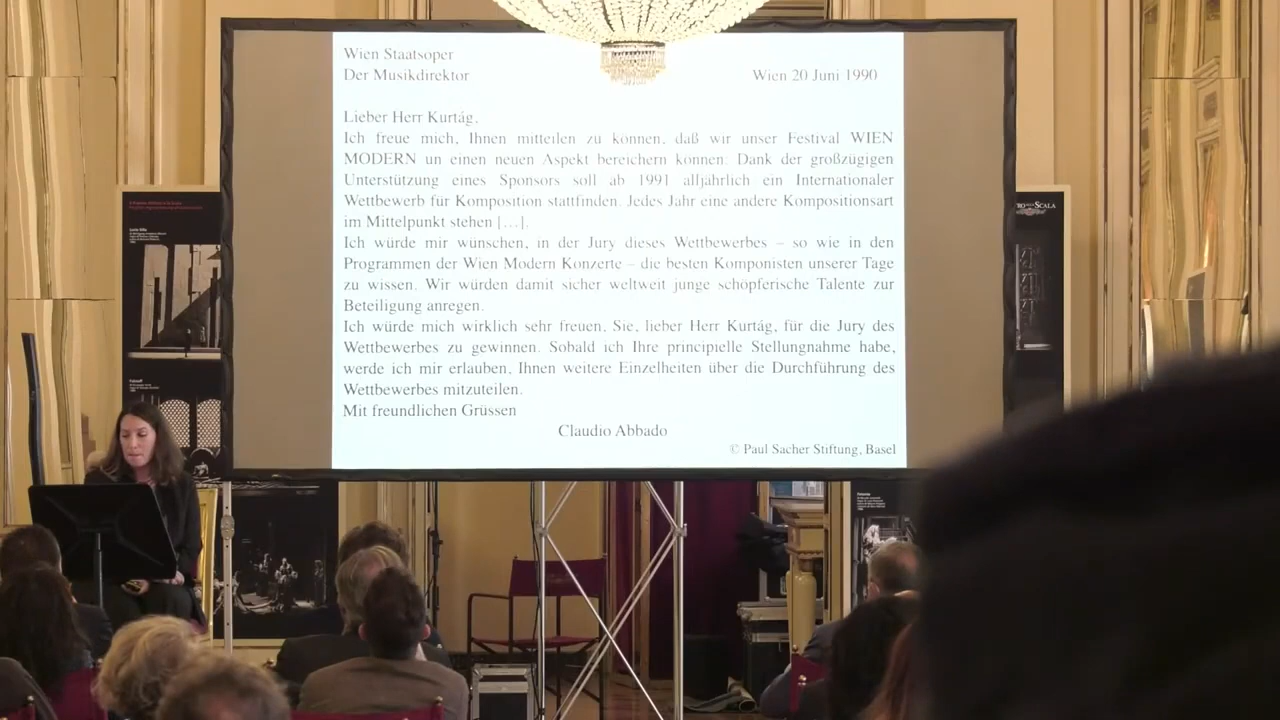 Wien Staatsoper
Der Musikdirektor
Wien 20 Juni 1990
Lieber Herr Kurtág,
Ich freue mich, Ihnen mitteilen zu können, daß wir unser Festival WIEN
MODERN un einen neuen Aspekt bereichern können. Dank der großzügigen
Unterstützung eines Sponsors soll ab 1991 alljährlich ein Internationaler
Wettbewerb für Komposition stattfinden. Jedes Jahr eine andere Kompositionsart
in Mittelpunkt stehen […].
Ich würde mir wünschen, in der Jury dieses Wettbewerbes – so wie in den
Programmen der Wien Modern Konzerte – die besten Komponisten unserer Tage
zu wissen. Wir würden damit sicher weltweit junge schöpferische Talente zur
Beteiligung anregen.
Ich würde mich wirklich sehr freuen, Sie, lieber Herr Kurtág, für die Jury des
Wettbewerbes zu gewinnen. Sobald ich Ihre principielle Stellungnahme habe,
werde ich mir erlauben, Ihnen weitere Einzelheiten über die Durchführung des
Wettbewerbes mitzuteilen.
Mit freundlichen Grüssen
Claudio Abbado
© Paul Sacher Stiftung, Basel
SCALA